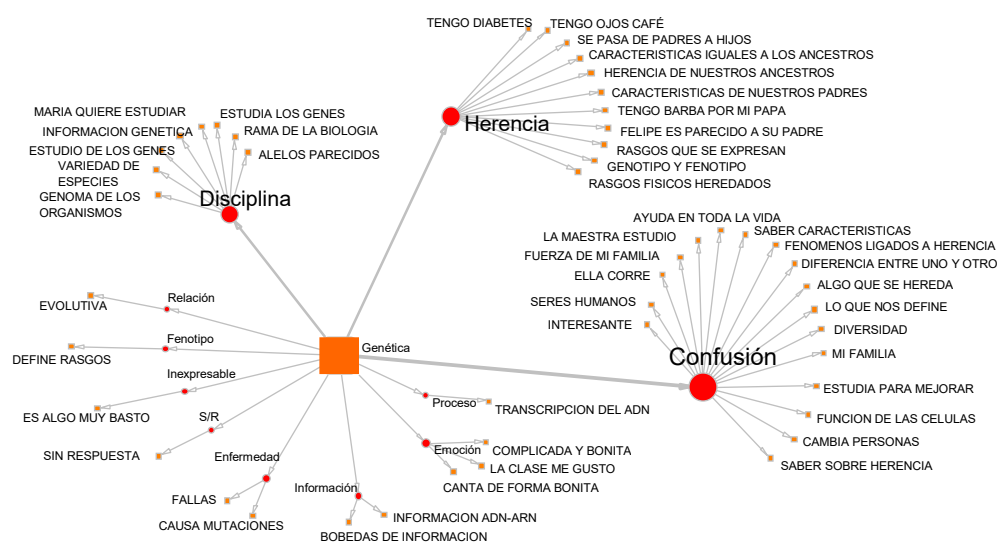 TENGO DIABETES
TENGO OJOS CAFÉ
SE PASA DE PADRES A HIJOS
CARACTERISTICAS IGUALES A LOS ANCESTROS
HERENCIA DE NUESTROS ANCESTROS
CARACTERISTICAS DE NUESTROS PADRES
TENGO BARBA POR MI PAPA
Herencia
FELIPE ES PARECIDO A SU PADRE
RASGOS QUE SE EXPRESAN
GENOTIPO Y FENOTIPO
RASGOS FISICOS HEREDADOS
MARIA QUIERE ESTUDIAR
ESTUDIA LOS GENES
INFORMACION GENETICA
RAMA DE LA BIOLOGIA
ESTUDIO DE LOS GENES
ALELOS PARECIDOS
VARIEDAD DE
ESPECIES
GENOMA DE LOS
ORGANISMOS
Disciplina
AYUDA EN TODA LA VIDA
SABER CARACTERISTICAS
LA MAESTRA ESTUDIO
FENOMENOS LIGADOS A HERENCIA
FUERZA DE MI FAMILIA
DIFERENCIA ENTRE UNO Y OTRO
ELLA CORRE
ALGO QUE SE HEREDA
SERES HUMANOS
LO QUE NOS DEFINE
INTERESANTE
DIVERSIDAD
Confusión
MI FAMILIA
ESTUDIA PARA MEJORAR
FUNCION DE LAS CELULAS
CAMBIA PERSONAS
SABER SOBRE HERENCIA
Relación
EVOLUTIVA
Fenotipo
DEFINE RASGOS
Genética
Inexpresable
ES ALGO MUY BASTO
S/R
SIN RESPUESTA
Proceso
TRANSCRIPCION DEL ADN
Emoción
COMPLICADA Y BONITA
LA CLASE ME GUSTO
CANTA DE FORMA BONITA
Enfermedad
FALLAS
CAUSA MUTACIONES
Información
INFORMACION ADN-ARN
BOBEDAS DE INFORMACION